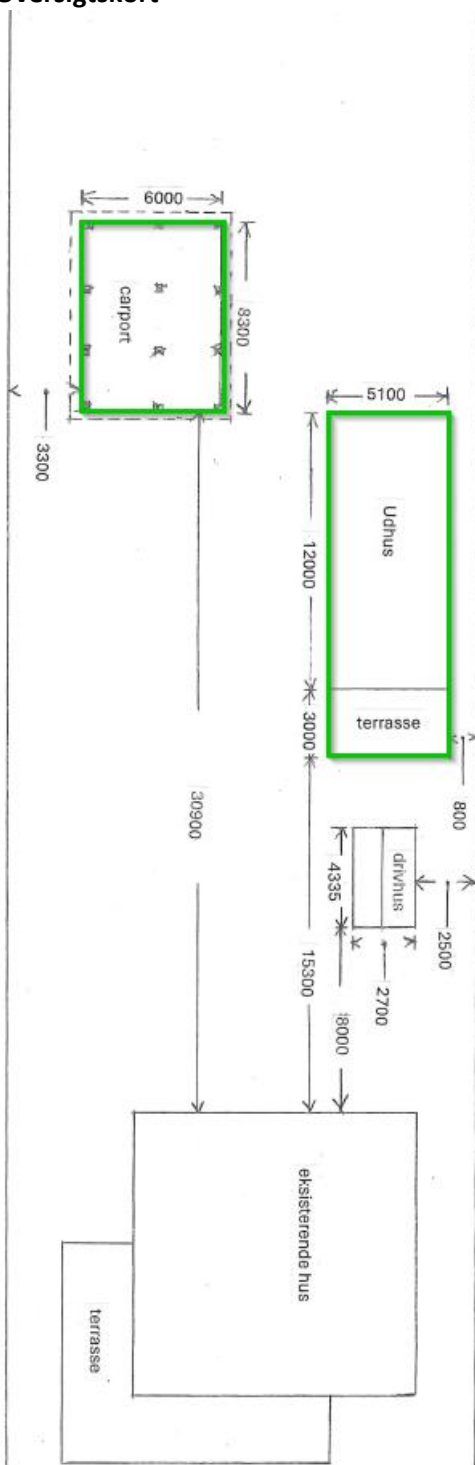 Oversigtskort
6000
8300
carport
3300
5100
Udhus
12000
3000
terrasse
800
30900
drivhus
4335
2500
2700
15300
8000
eksisterende hus
terrasse